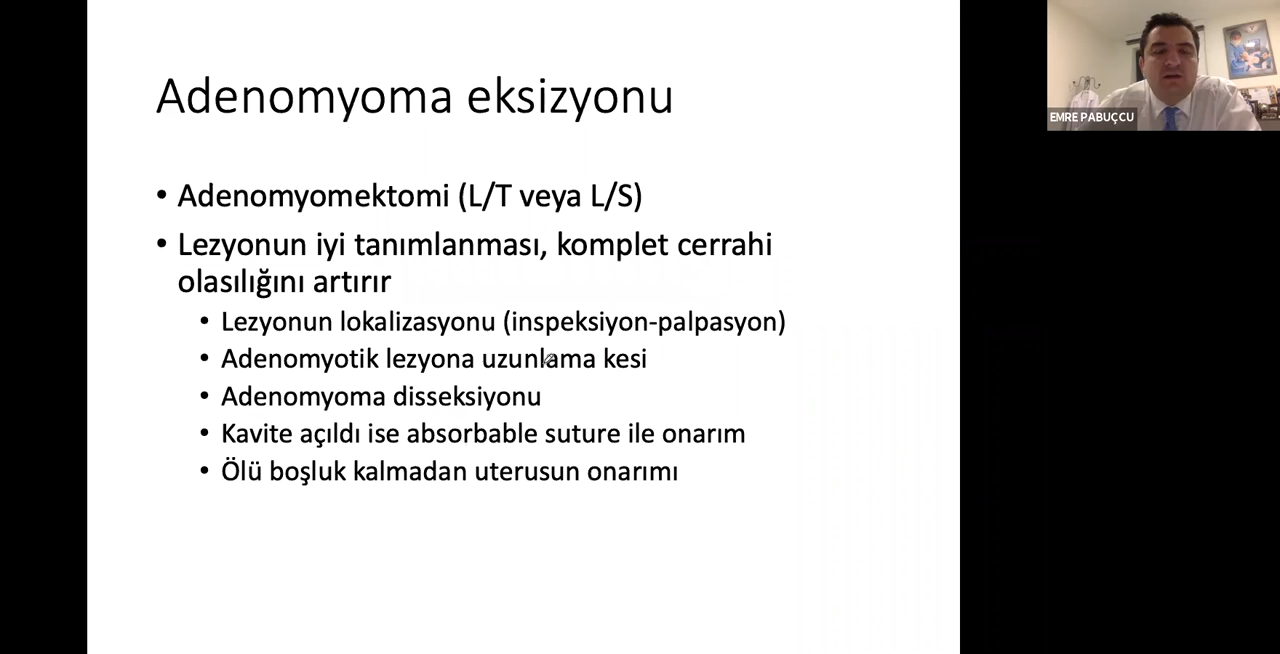 Adenomyoma eksizyonu
• Adenomyomektomi (L/T veya L/S)
• Lezyonun iyi tanımlanması, komplet cerrahi
olasılığını artırır
• Lezyonun lokalizasyonu (inspeksiyon-palpasyon)
• Adenomyotik lezyona uzunlama kesi
• Adenomyoma disseksiyonu
• Kavite açıldı ise absorbable suture ile onarım
• Ölü boşluk kalmadan uterusun onarımı
EMRE PABUÇCU